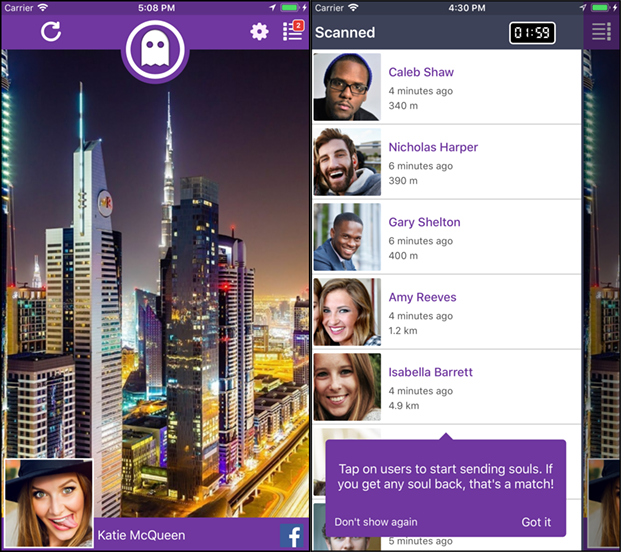 Carrier 5:08 PM
2
Katie McQueen
f
Carrier 4:30 PM
Scanned 01:59
Caleb Shaw
4 minutes ago
340 m
Nicholas Harper
6 minutes ago
390 m
Gary Shelton
6 minutes ago
400 m
Amy Reeves
4 minutes ago
1.2 km
Isabella Barrett
4 minutes ago
4.9 km
Tap on users to start sending souls. If
you get any soul back, that's a match!
Don't show again Got it
5 minutes ago